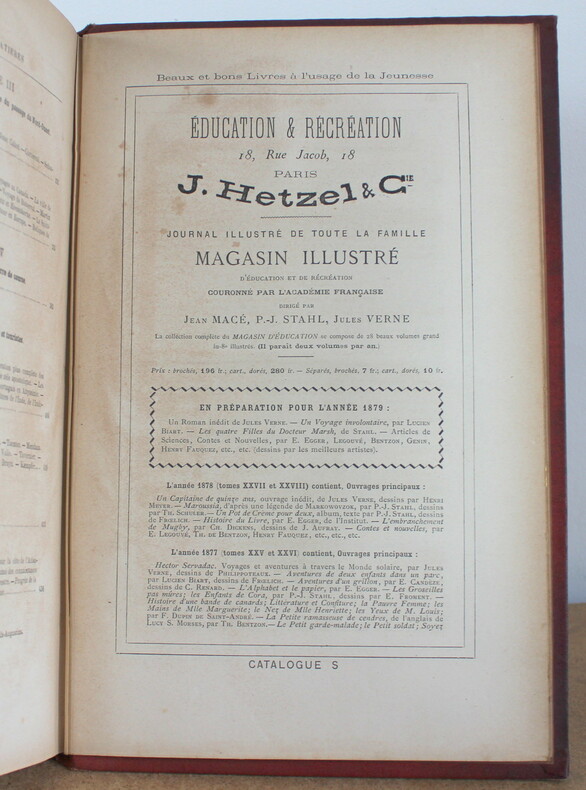 Beaux et bons Livres à l'usage de la Jeunesse
ÉDUCATION & RÉCRÉATION
18, Rue Jacob, 18
PARIS
J. Hetzel & Cie
JOURNAL ILLUSTRÉ DE TOUTE LA FAMILLE
MAGASIN ILLUSTRÉ
D'ÉDUCATION ET DE RÉCRÉATION
COURONNÉ PAR L'ACADÉMIE FRANÇAISE
DIRIGÉ PAR
JEAN MACÉ, P.-J. STAHL, JULES VERNE
La collection complète du MAGASIN D'ÉDUCATION se compose de 28 beaux volumes grand
in-8° illustrés. (Il paraît deux volumes par an.)
Prix : brochés, 196 fr.; cart., dorés, 280 fr. — Séparés, brochés, 7 fr.; cart., dorés, 10 fr.
EN PRÉPARATION POUR L'ANNÉE 1879 :
Un Roman inédit de JULES VERNE. — Un Voyage involontaire, par LUCIEN
BIART. — Les quatre Filles du Docteur Marsh, de STAHL. — Articles de
Sciences, Contes et Nouvelles, par E. EGGER, LEGOUVÉ, BENTZON, GENIN,
HENRY FAUQUEZ, etc., etc. (dessins par les meilleurs artistes).
L'année 1878 (tomes XXVII et XXVIII) contient, Ouvrages principaux :
Un Capitaine de quinze ans, ouvrage inédit, de JULES VERNE, dessins par HENRI
MEYER. — Maroussia, d'après une légende de MARKOWOVZOK, par P.-J. STAHL, dessins
par TH. SCHULER. — Un Pot de Crème pour deux, album, texte par P.-J. STAHL, dessins
de FRŒLICH. — Histoire du Livre, par E. EGGER, de l'Institut. — L'embranchement
de Mugby, par CH. DICKENS, dessins de J. AUFRAY. — Contes et nouvelles, par
E. LEGOUVÉ, TH. DE BENTZON, HENRY FAUQUEZ, etc., etc., etc.
L'année 1877 (tomes XXV et XXVI) contient, Ouvrages principaux :
Hector Servadac. Voyages et aventures à travers le Monde solaire, par JULES
VERNE, dessins de PHILIPPOTEAUX. — Aventures de deux enfants dans un parc,
par LUCIEN BIART, dessins de FRŒLICH. — Aventures d'un grillon, par E. CANDÈZE,
dessins de C. RENARD. — L'Alphabet et le papier, par E. EGGER. — Les Groseilles
pas mûres; les Enfants de Cora, par P.-J. STAHL, dessins par E. FROMENT. —
Histoire d'une bande de canards; Littérature et Confiture; la Pauvre Femme; les
Mains de Mlle Marguerite; le Nez de Mlle Henriette; les Yeux de M. Louis;
par F. DUPIN DE SAINT-ANDRÉ. — La Petite ramasseuse de cendres, de l'anglais de
LUCY S. MORSES, par TH. BENTZON. — Le Petit garde-malade; le Petit soldat; Soyez
CATALOGUE S